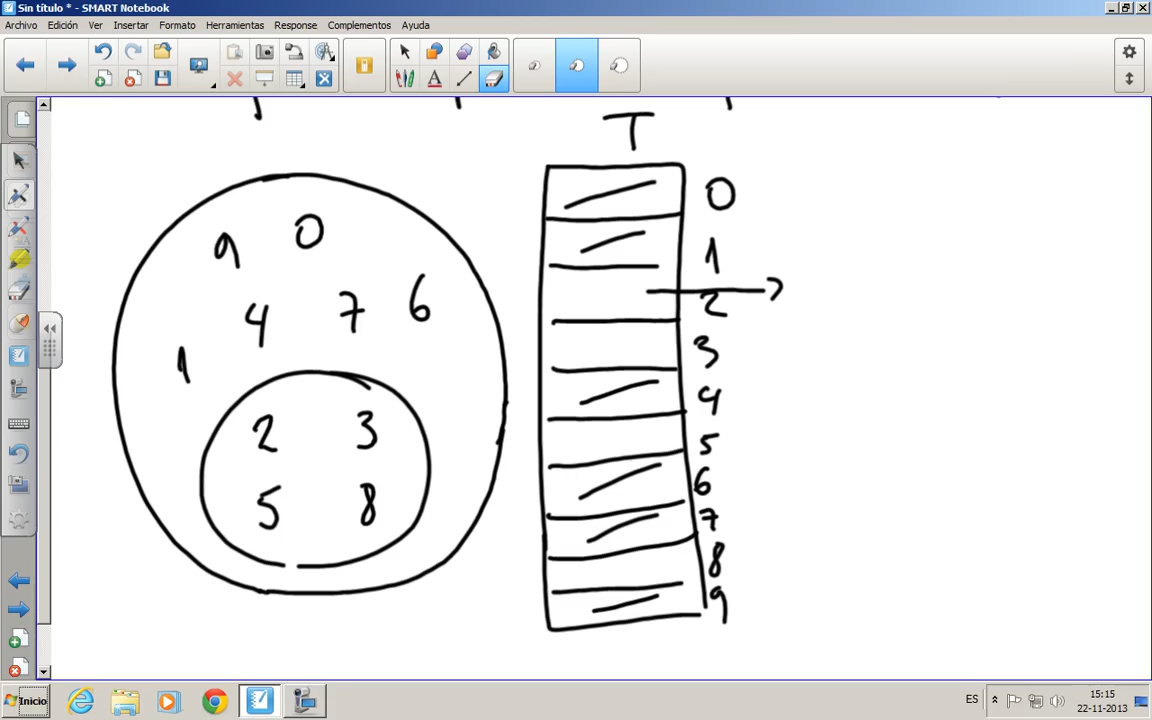 Sin título * - SMART Notebook
Archivo Edición Ver Insertar Formato Herramientas Response Complementos Ayuda
T
0
9 0
1
2
4 7 6
3
1
4
2 3
5
6
5 8
7
8
9
Inicio
ES
15:15
22-11-2013